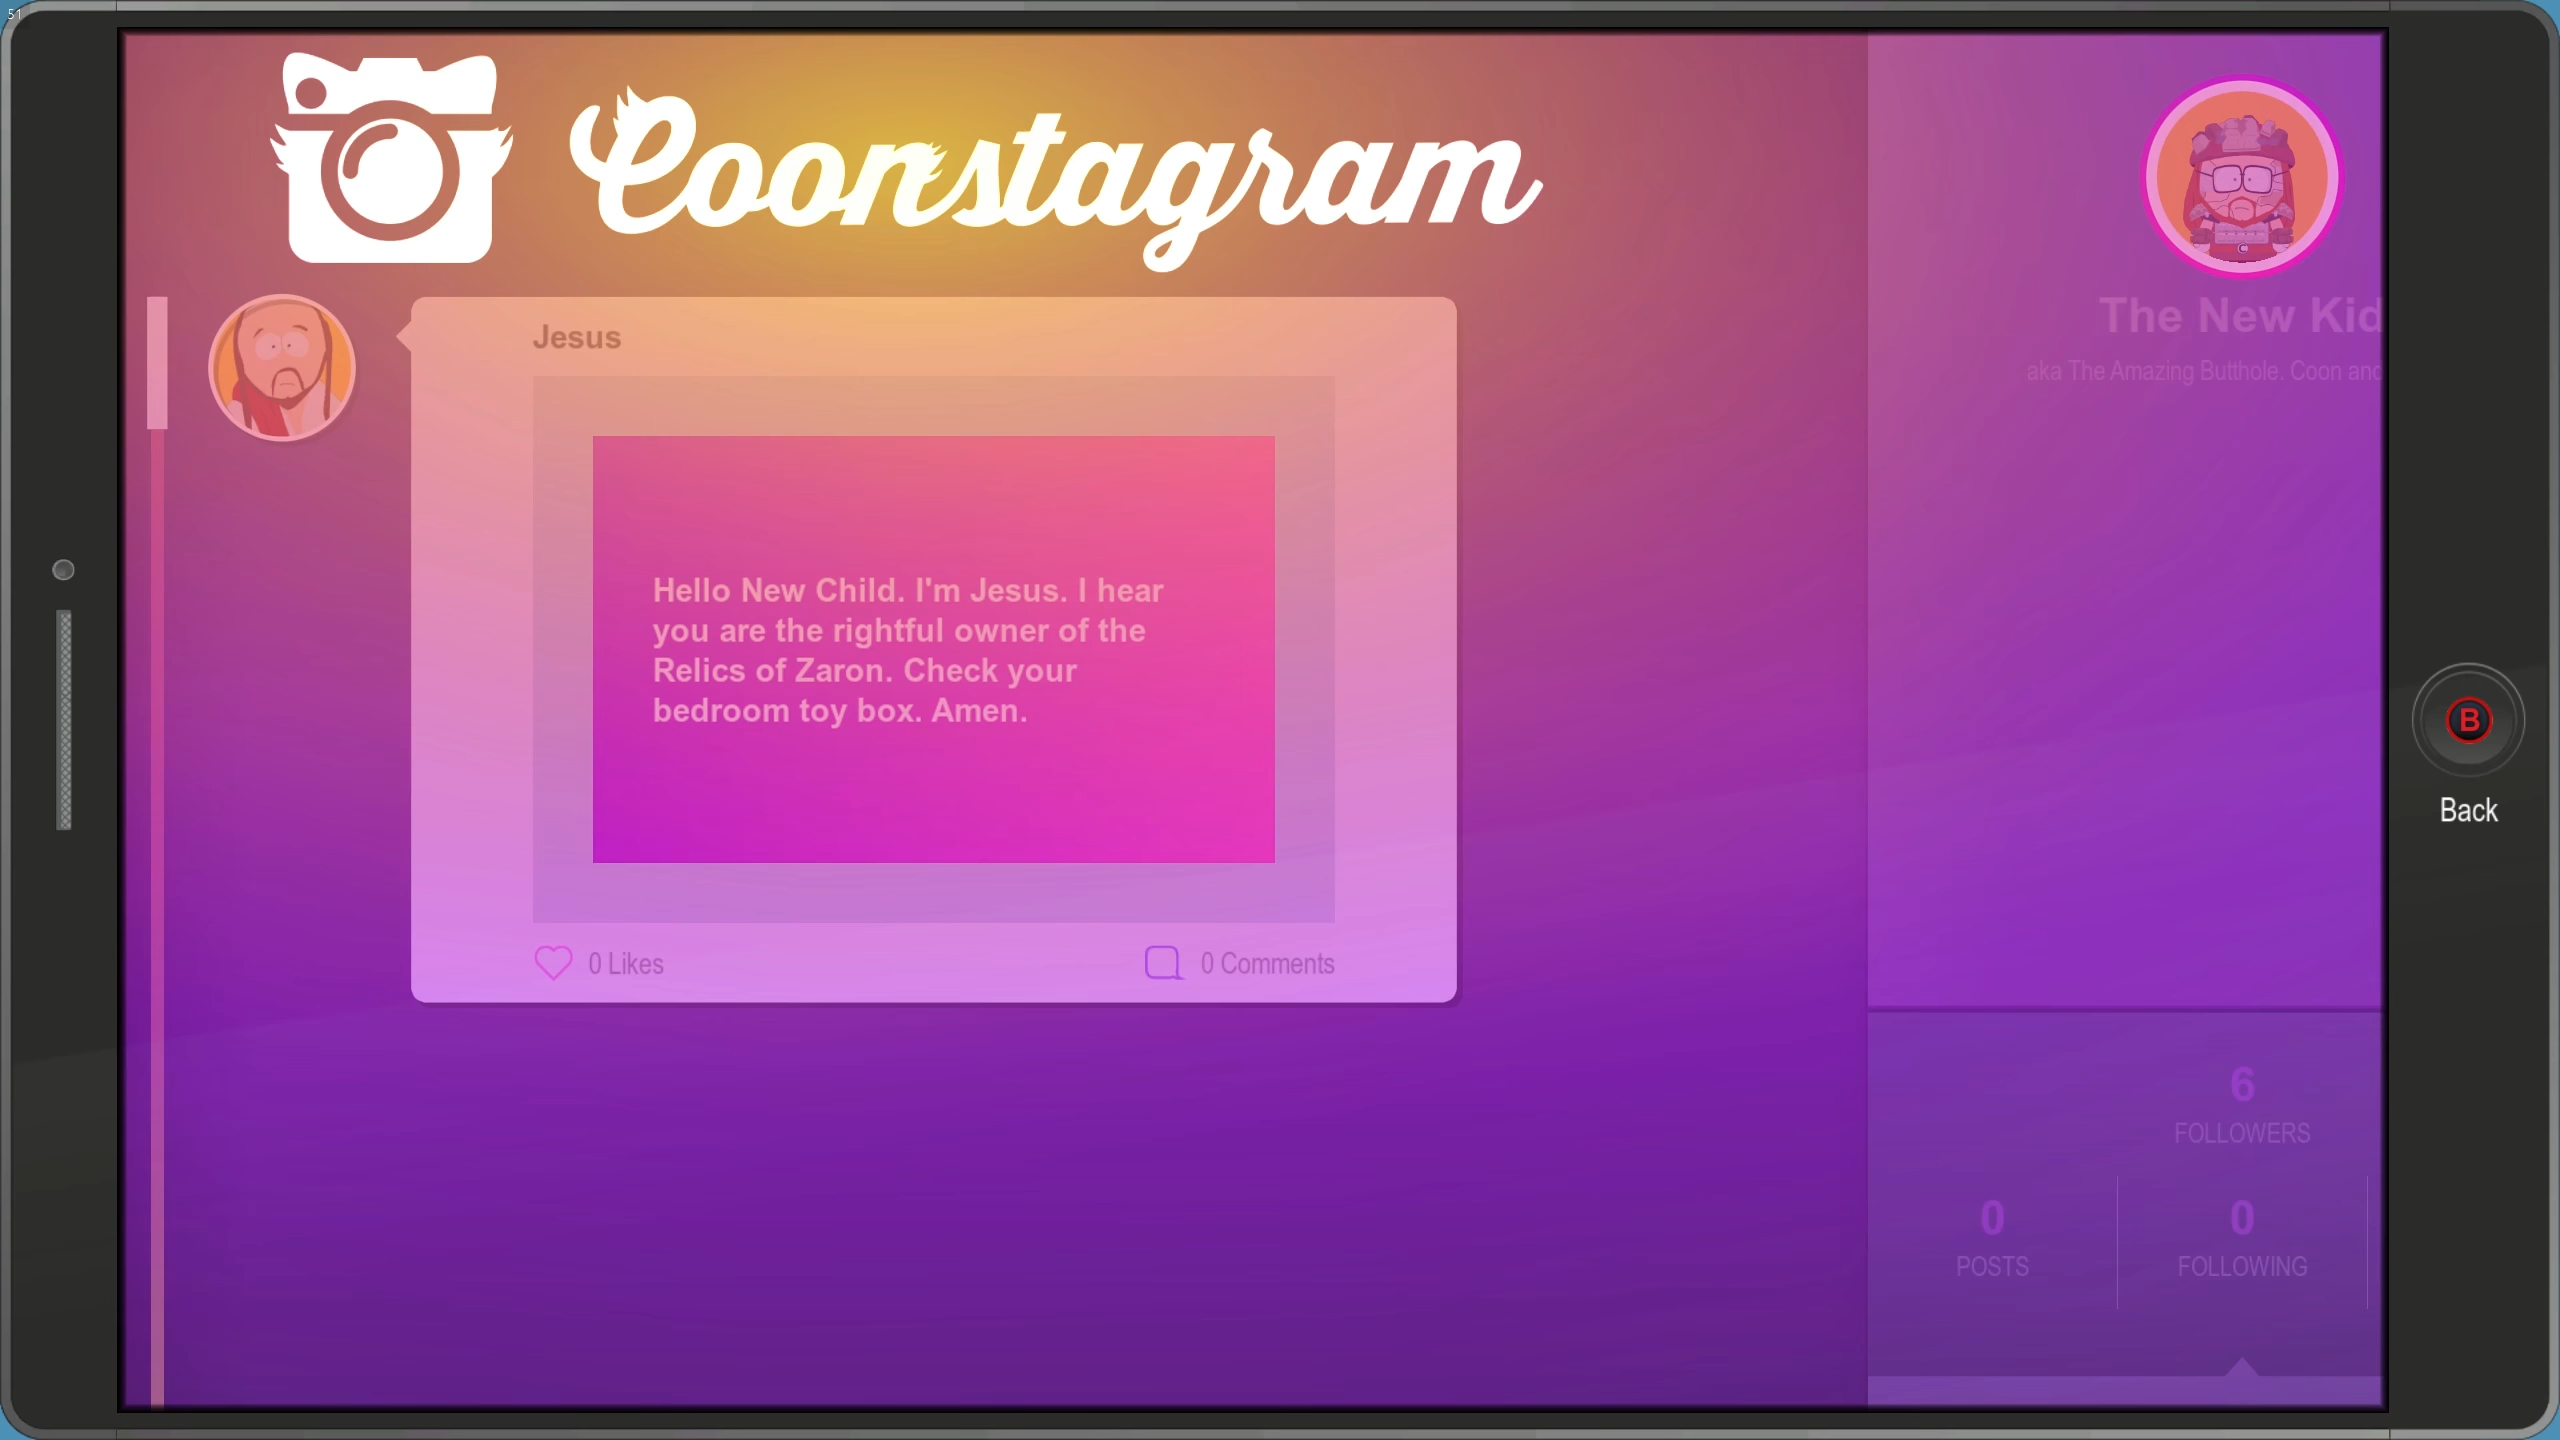 51
Coonstagram
Jesus
Hello New Child. I'm Jesus. I hear
you are the rightful owner of the
Relics of Zaron. Check your
bedroom toy box. Amen.
0 Likes
0 Comments
The New Kid
aka The Amazing Butthole. Coon and
6
FOLLOWERS
0
POSTS
0
FOLLOWING
B
Back